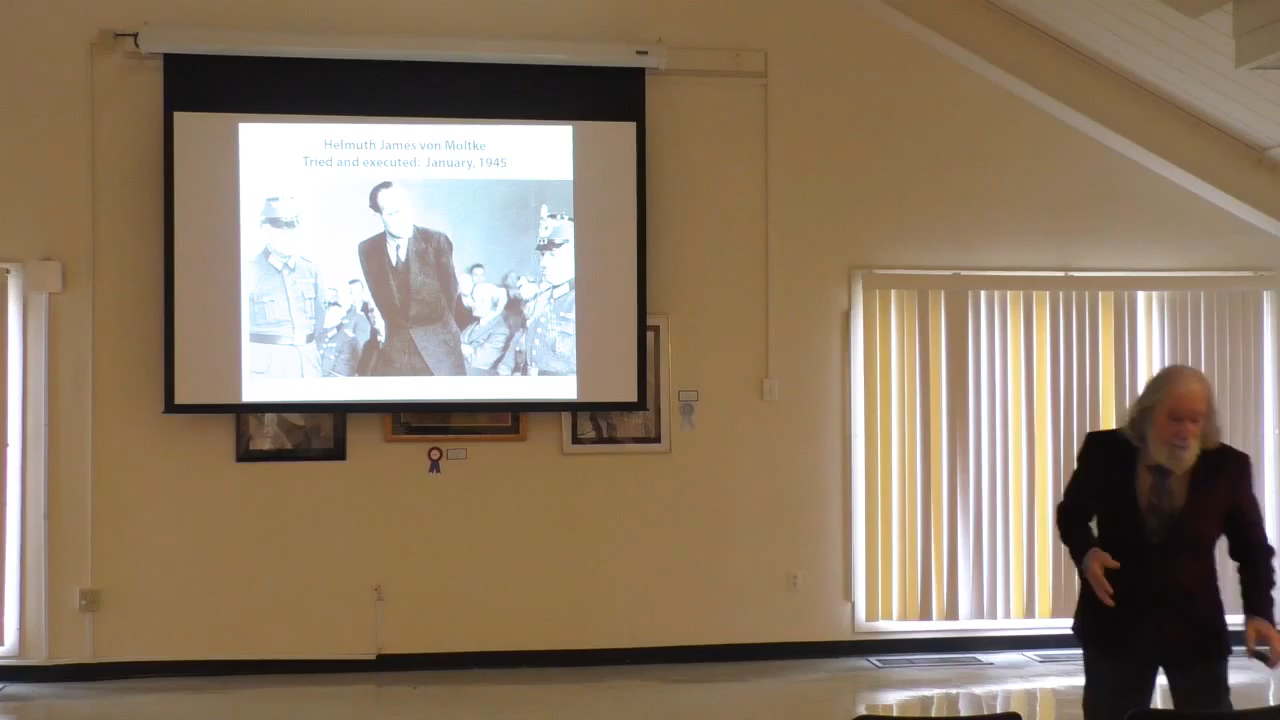 Helmuth James von Moltke
Tried and executed: January, 1945